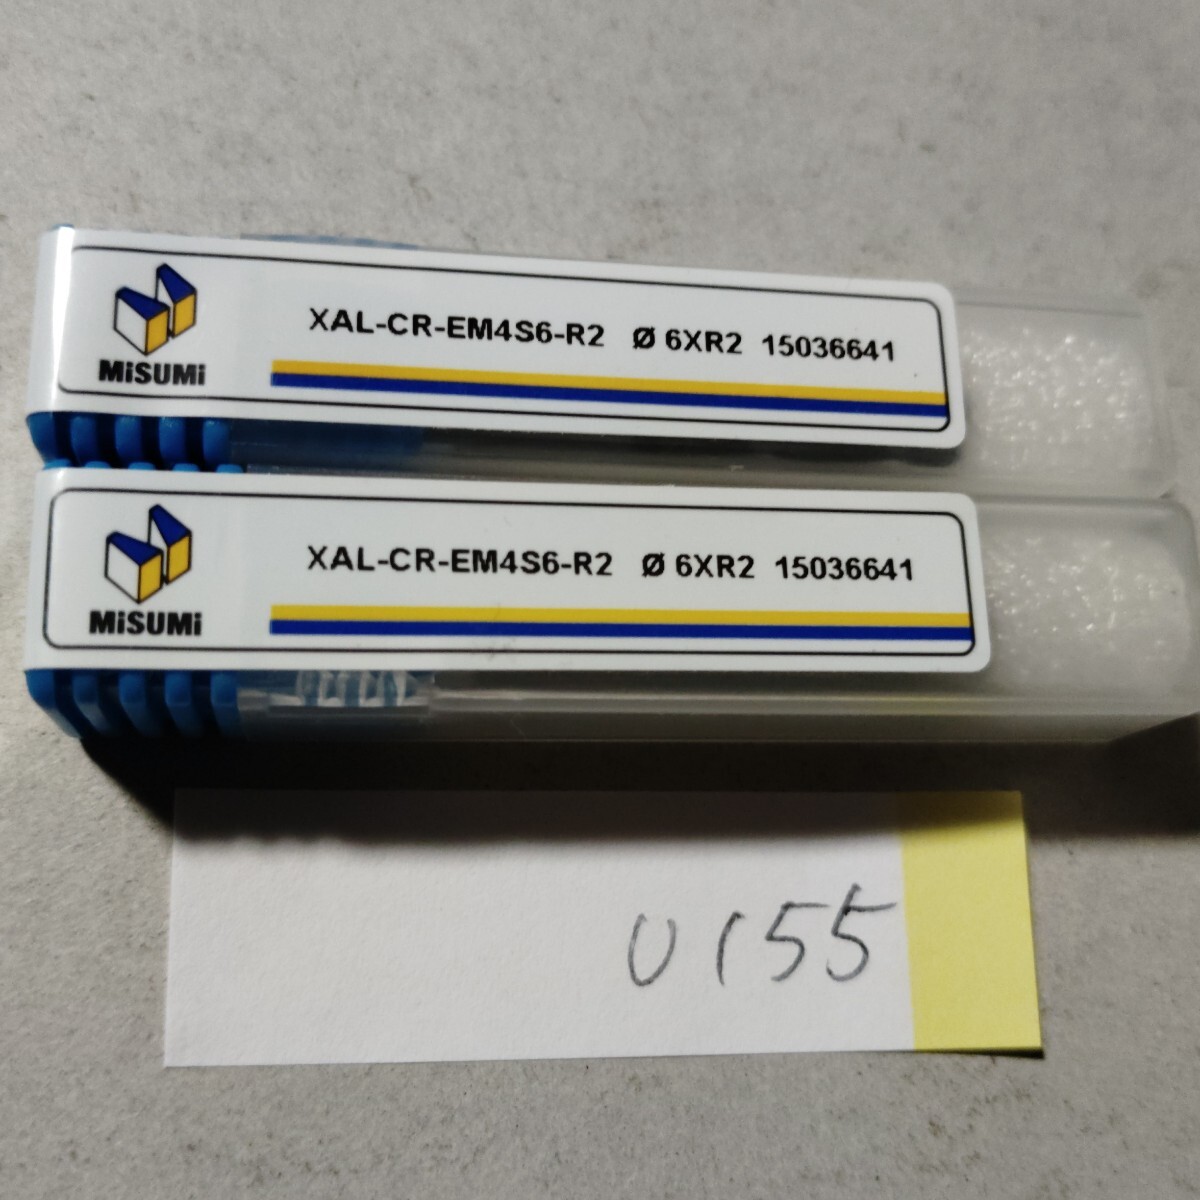 XAL-CR-EM4S6-R2 Ø 6XR2 15036641
MiSUMi
XAL-CR-EM4S6-R2 Ø 6XR2 15036641
MiSUMi
U155